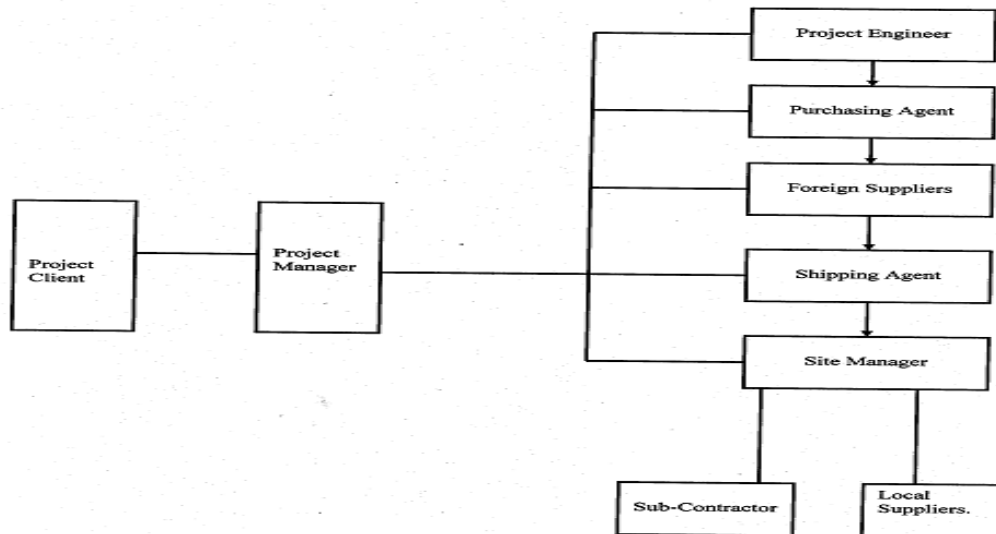 Project Engineer
Purchasing Agent
Foreign Suppliers
Project
Client
Project
Manager
Shipping Agent
Site Manager
Sub-Contractor
Local
Suppliers.